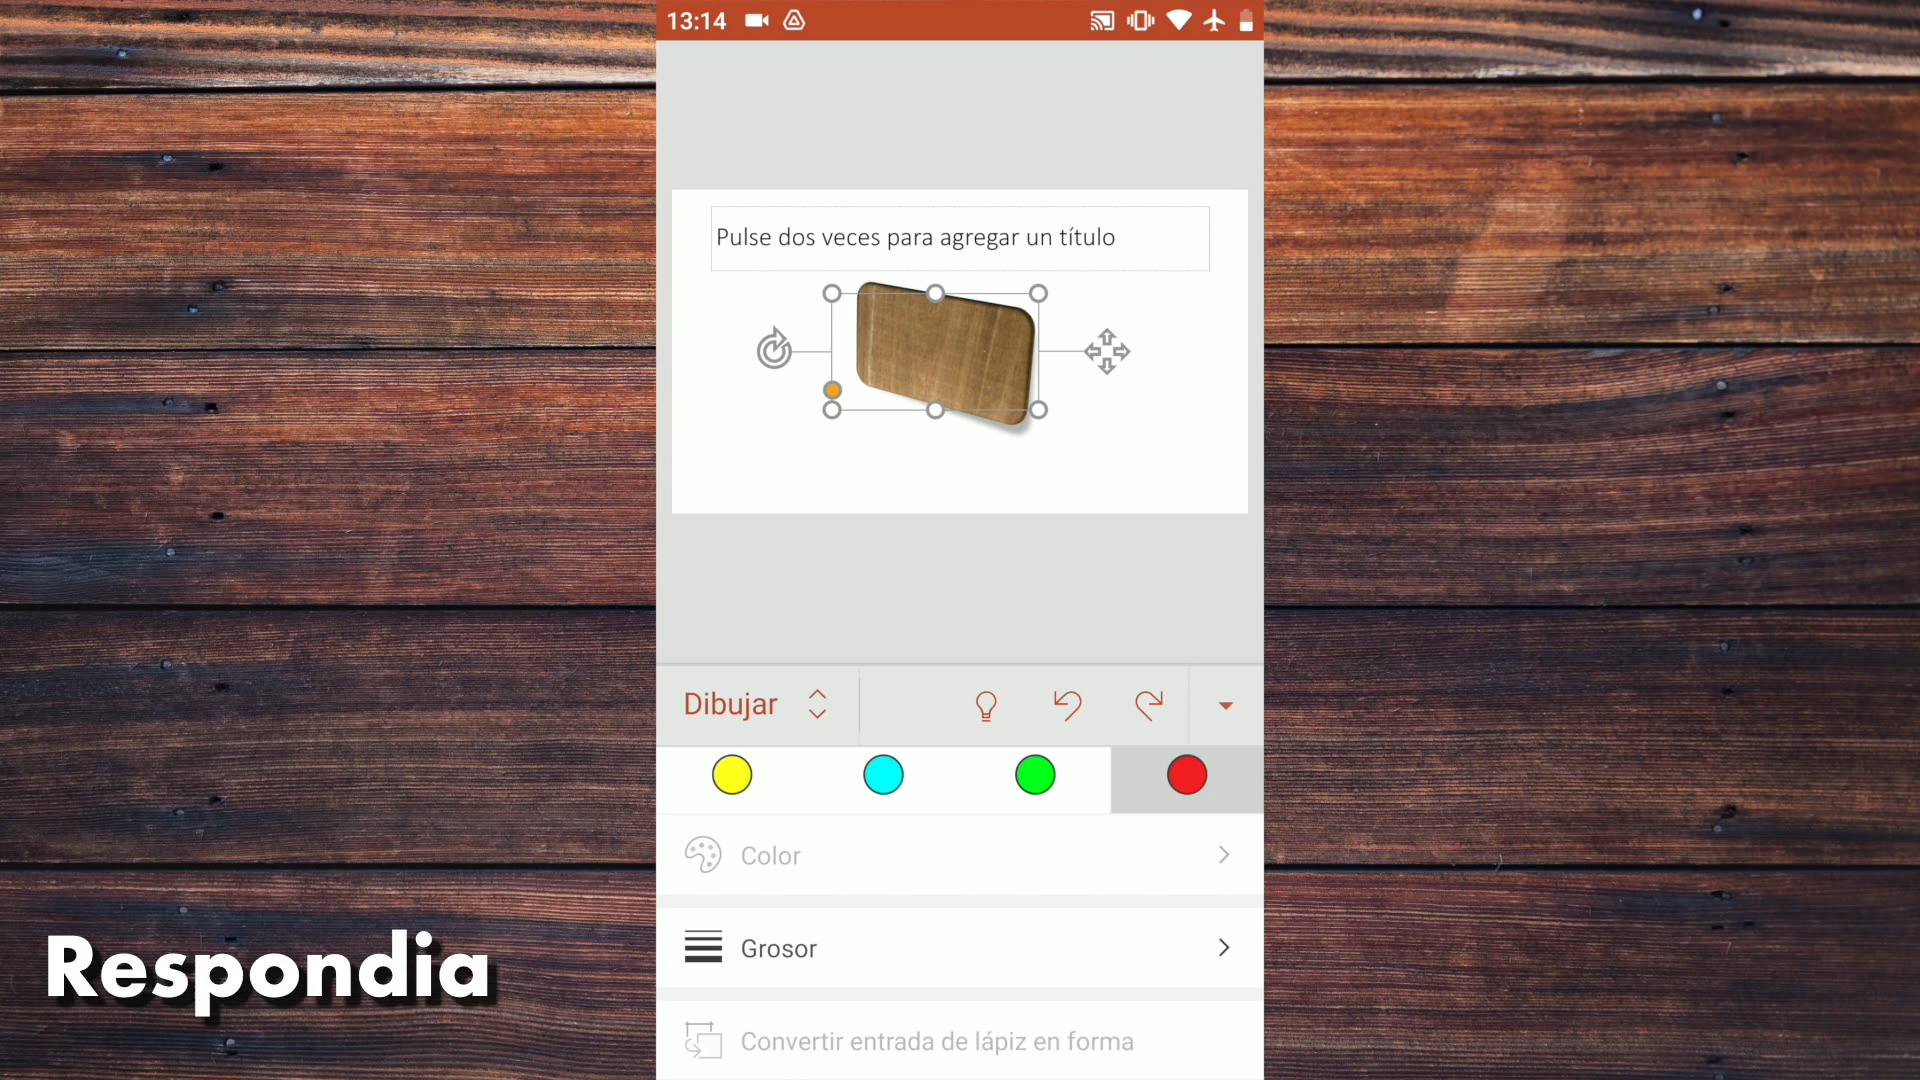 13:14
Pulse dos veces para agregar un título
Dibujar
Color
Grosor
Convertir entrada de lápiz en forma
Respondia